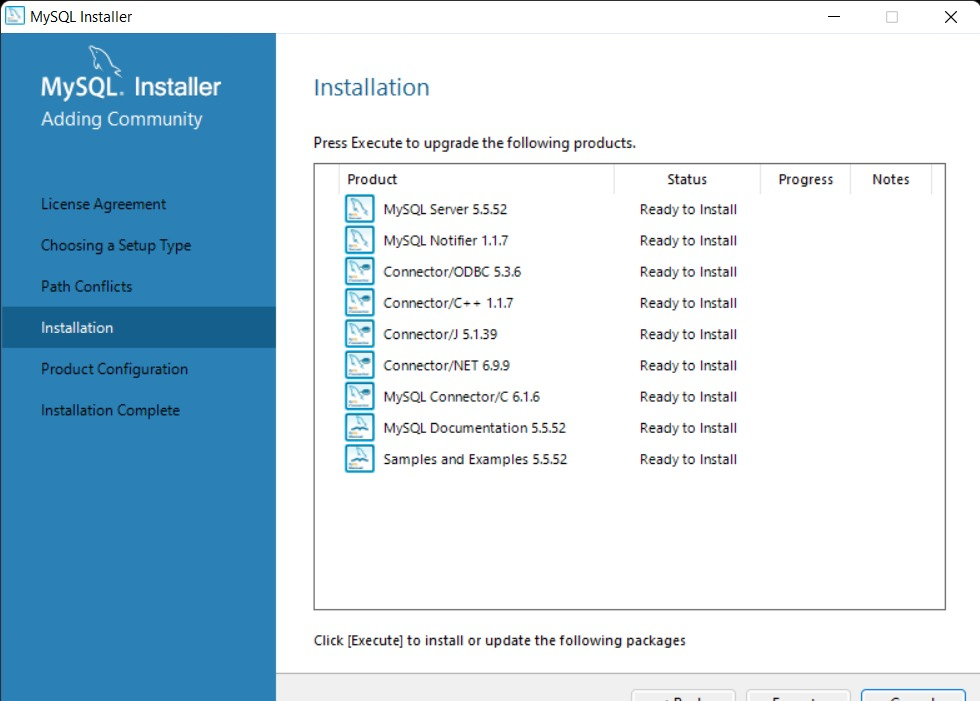 MySQL Installer
MySQL. Installer
Adding Community
License Agreement
Choosing a Setup Type
Path Conflicts
Installation
Product Configuration
Installation Complete
Installation
Press Execute to upgrade the following products.
Product Status Progress Notes
MySQL Server 5.5.52 Ready to Install
MySQL Notifier 1.1.7 Ready to Install
Connector/ODBC 5.3.6 Ready to Install
Connector/C++ 1.1.7 Ready to Install
Connector/J 5.1.39 Ready to Install
Connector/NET 6.9.9 Ready to Install
MySQL Connector/C 6.1.6 Ready to Install
MySQL Documentation 5.5.52 Ready to Install
Samples and Examples 5.5.52 Ready to Install
Click [Execute] to install or update the following packages